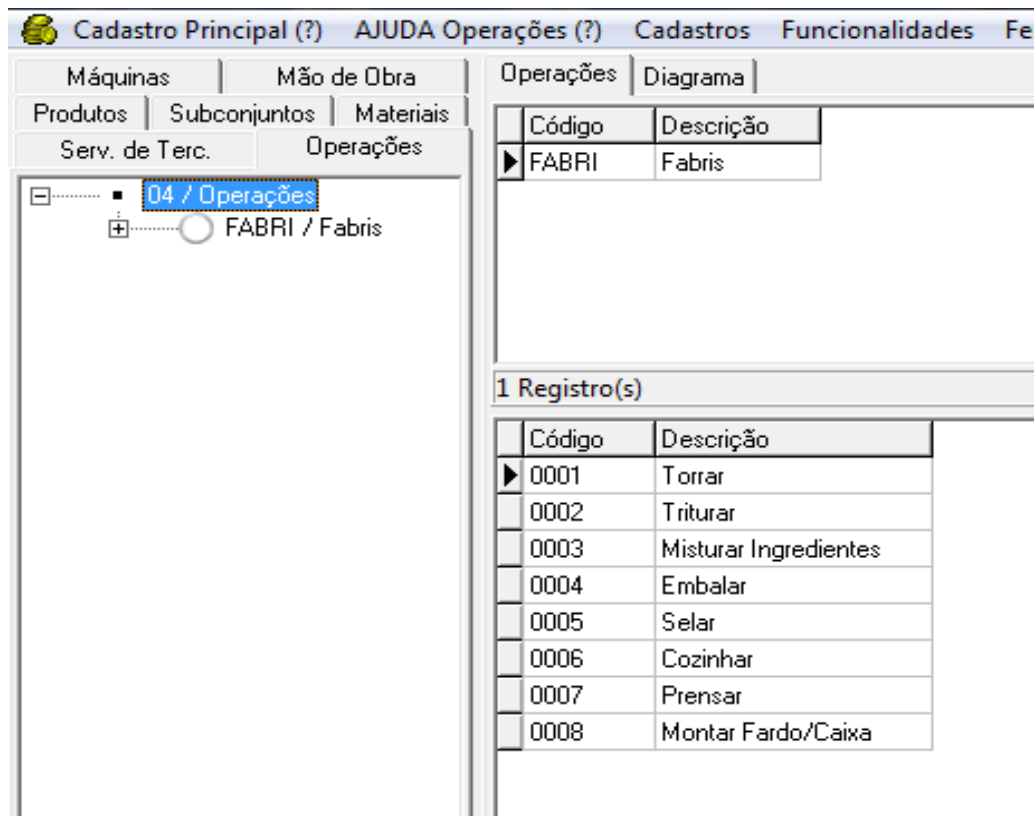 Cadastro Principal (?) AJUDA Operações (?) Cadastros Funcionalidades Fe
Máquinas Mão de Obra
Produtos Subconjuntos Materiais
Serv. de Terc. Operações
04 / Operações
FABRI / Fabris
Operações Diagrama
Código Descrição
FABRI Fabris
1 Registro(s)
Código Descrição
0001 Torrar
0002 Triturar
0003 Misturar Ingredientes
0004 Embalar
0005 Selar
0006 Cozinhar
0007 Prensar
0008 Montar Fardo/Caixa